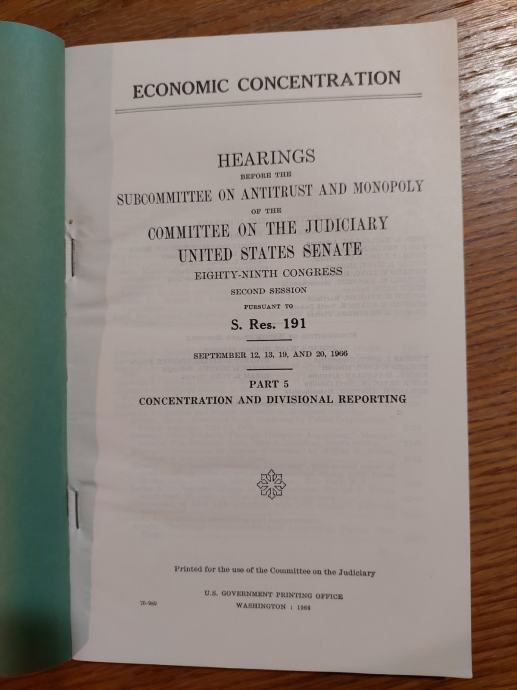 ECONOMIC CONCENTRATION
HEARINGS
BEFORE THE
SUBCOMMITTEE ON ANTITRUST AND MONOPOLY
OF THE
COMMITTEE ON THE JUDICIARY
UNITED STATES SENATE
EIGHTY-NINTH CONGRESS
SECOND SESSION
PURSUANT TO
S. Res. 191
SEPTEMBER 12, 13, 19, AND 20, 1966
PART 5
CONCENTRATION AND DIVISIONAL REPORTING
Printed for the use of the Committee on the Judiciary
U.S. GOVERNMENT PRINTING OFFICE
WASHINGTON : 1966